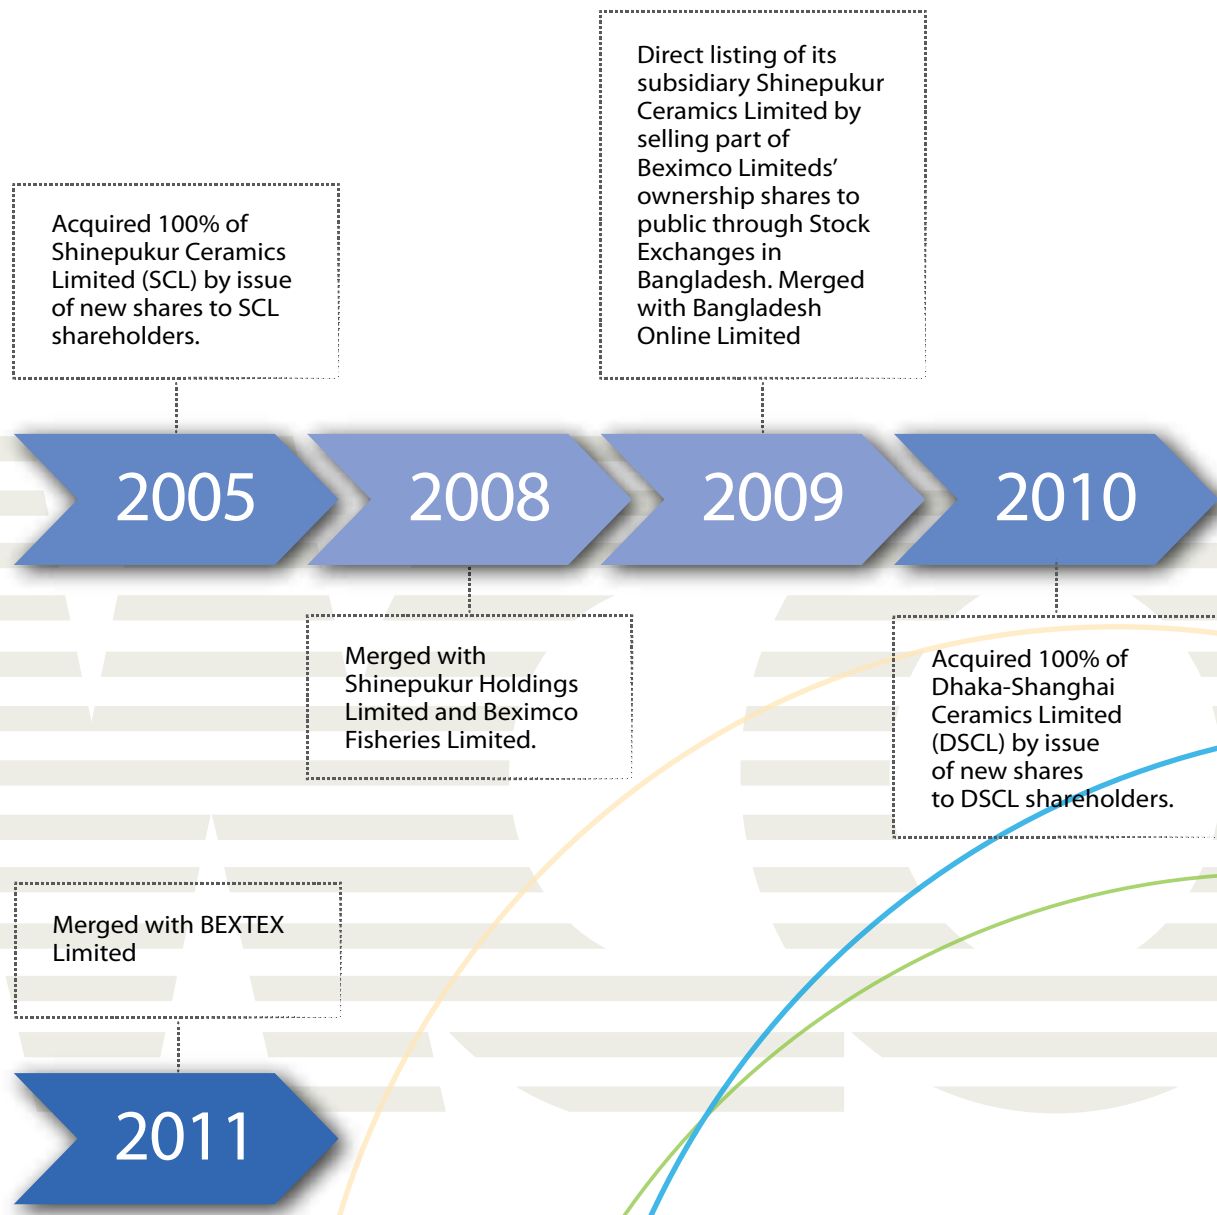 Acquired 100% of
Shinepukur Ceramics
Limited (SCL) by issue
of new shares to SCL
shareholders.
Direct listing of its
subsidiary Shinepukur
Ceramics Limited by
selling part of
Beximco Limiteds’
ownership shares to
public through Stock
Exchanges in
Bangladesh. Merged
with Bangladesh
Online Limited
2005
2008
2009
2010
Merged with
Shinepukur Holdings
Limited and Beximco
Fisheries Limited.
Acquired 100% of
Dhaka-Shanghai
Ceramics Limited
(DSCL) by issue
of new shares
to DSCL shareholders.
Merged with BEXTEX
Limited
2011